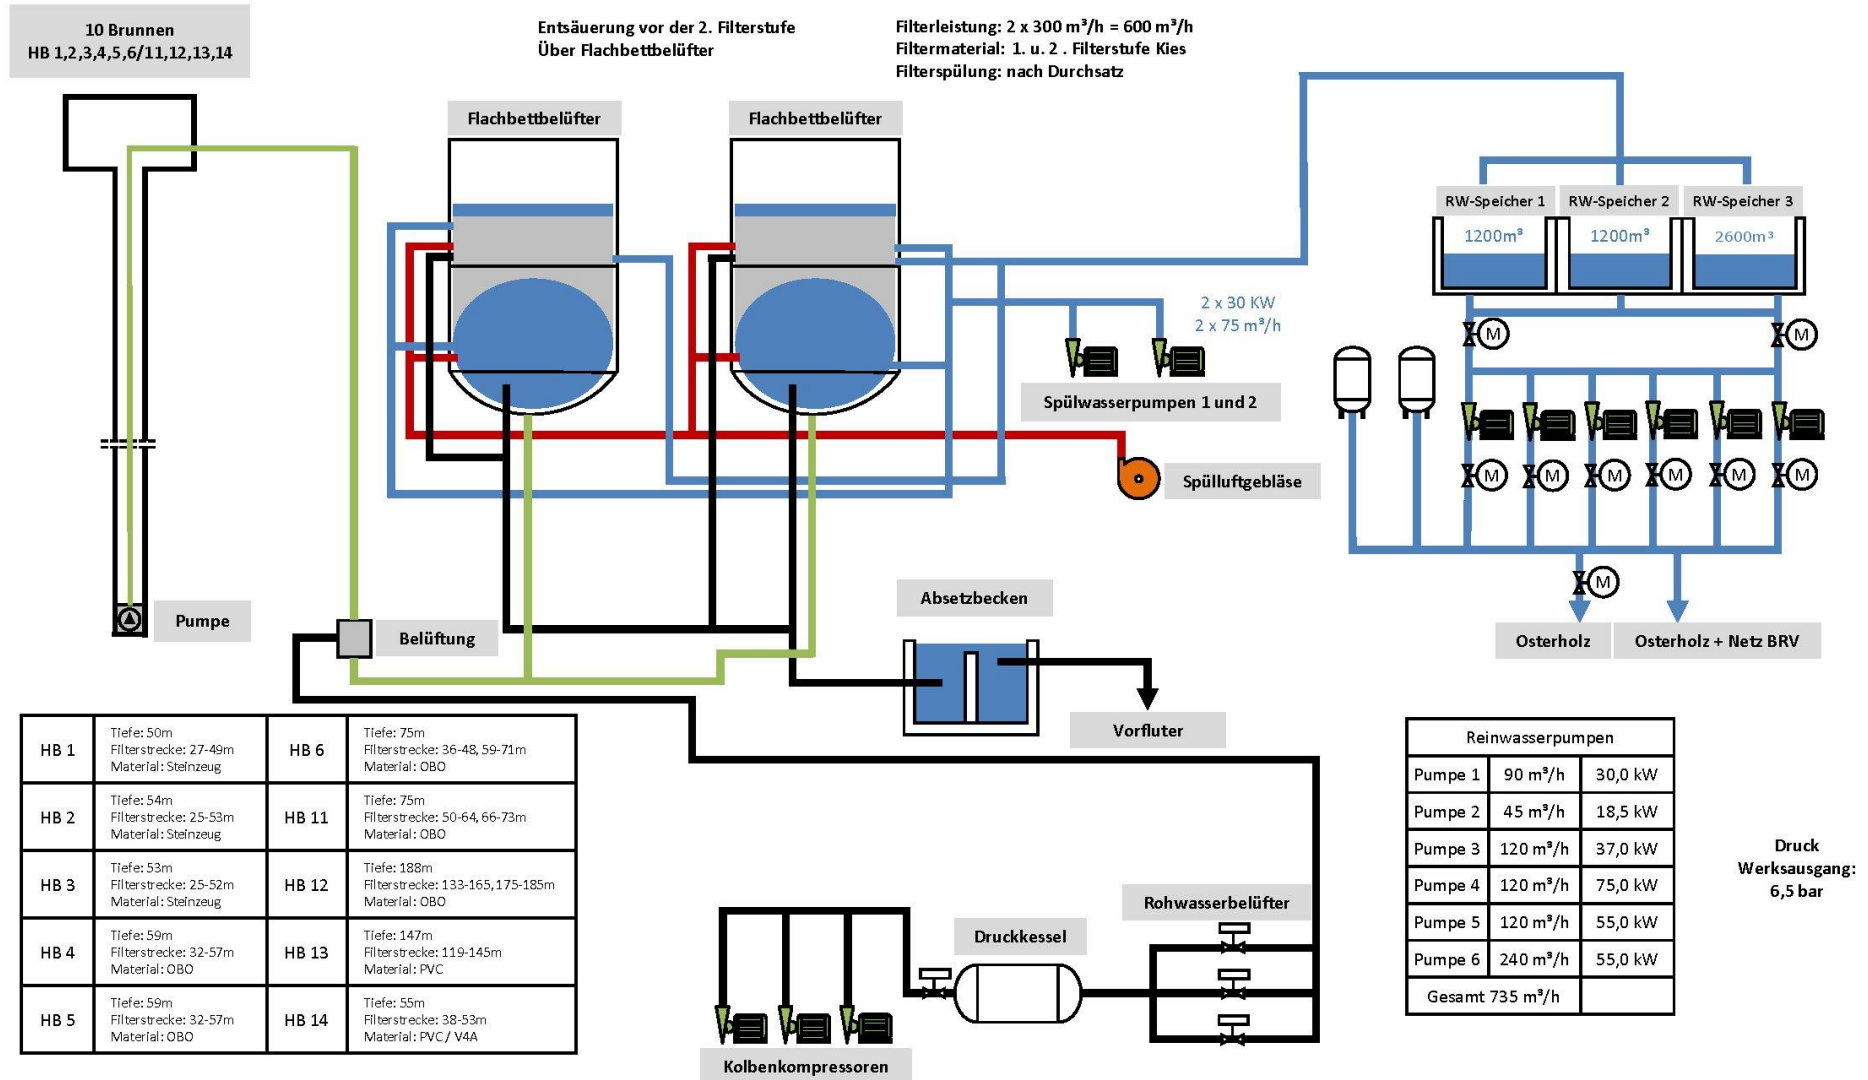 10 Brunnen
HB 1,2,3,4,5,6/11,12,13,14
Entsäuerung vor der 2. Filterstufe
Über Flachbettbelüfter
Filterleistung: 2 x 300 m³/h = 600 m³/h
Filtermaterial: 1. u. 2 . Filterstufe Kies
Filterspülung: nach Durchsatz
Flachbettbelüfter
Flachbettbelüfter
RW-Speicher 1
RW-Speicher 2
RW-Speicher 3
1200m³
1200m³
2600m³
2 x 30 KW
2 x 75 m³/h
M
M
Spülwasserpumpen 1 und 2
Spülluftgebläse
M
M
M
M
M
M
M
Osterholz
Osterholz + Netz BRV
Pumpe
Belüftung
Absetzbecken
Vorfluter
HB 1
Tiefe: 50m
Filterstrecke: 27-49m
Material: Steinzeug
HB 6
Tiefe: 75m
Filterstrecke: 36-48, 59-71m
Material: OBO
HB 2
Tiefe: 54m
Filterstrecke: 25-53m
Material: Steinzeug
HB 11
Tiefe: 75m
Filterstrecke: 50-64, 66-73m
Material: OBO
HB 3
Tiefe: 53m
Filterstrecke: 25-52m
Material: Steinzeug
HB 12
Tiefe: 188m
Filterstrecke: 133-165, 175-185m
Material: OBO
HB 4
Tiefe: 59m
Filterstrecke: 32-57m
Material: OBO
HB 13
Tiefe: 147m
Filterstrecke: 119-145m
Material: PVC
HB 5
Tiefe: 59m
Filterstrecke: 32-57m
Material: OBO
HB 14
Tiefe: 55m
Filterstrecke: 38-53m
Material: PVC / V4A
Kolbenkompressoren
Druckkessel
Rohwasserbelüfter
Reinwasserpumpen
Pumpe 1 90 m³/h 30,0 kW
Pumpe 2 45 m³/h 18,5 kW
Pumpe 3 120 m³/h 37,0 kW
Pumpe 4 120 m³/h 75,0 kW
Pumpe 5 120 m³/h 55,0 kW
Pumpe 6 240 m³/h 55,0 kW
Gesamt 735 m³/h
Druck
Werksausgang:
6,5 bar